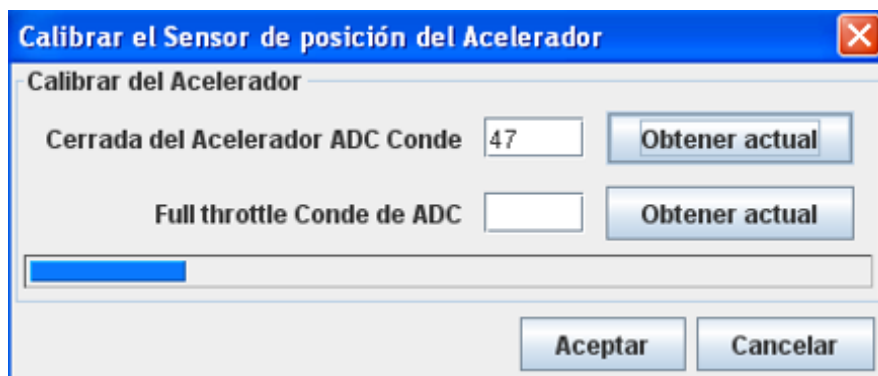 Calibrar el Sensor de posición del Acelerador
Calibrar del Acelerador
Cerrada del Acelerador ADC Conde 47 Obtener actual
Full throttle Conde de ADC Obtener actual
Aceptar Cancelar